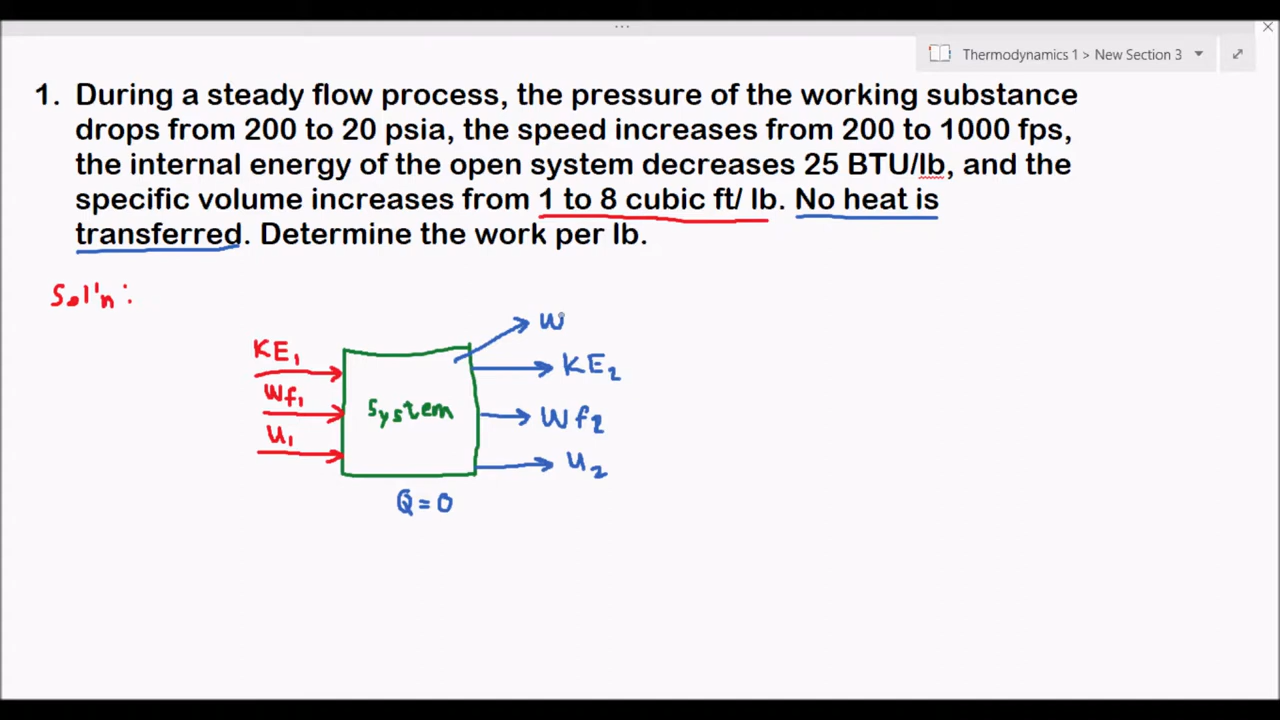 Thermodynamics 1 > New Section 3
1. During a steady flow process, the pressure of the working substance
drops from 200 to 20 psia, the speed increases from 200 to 1000 fps,
the internal energy of the open system decreases 25 BTU/lb, and the
specific volume increases from 1 to 8 cubic ft/ lb. No heat is
transferred. Determine the work per lb.
Sol'n :
W
KE₁
KE₂
Wf₁
System
Wf₂
U₁
U₂
Q = 0